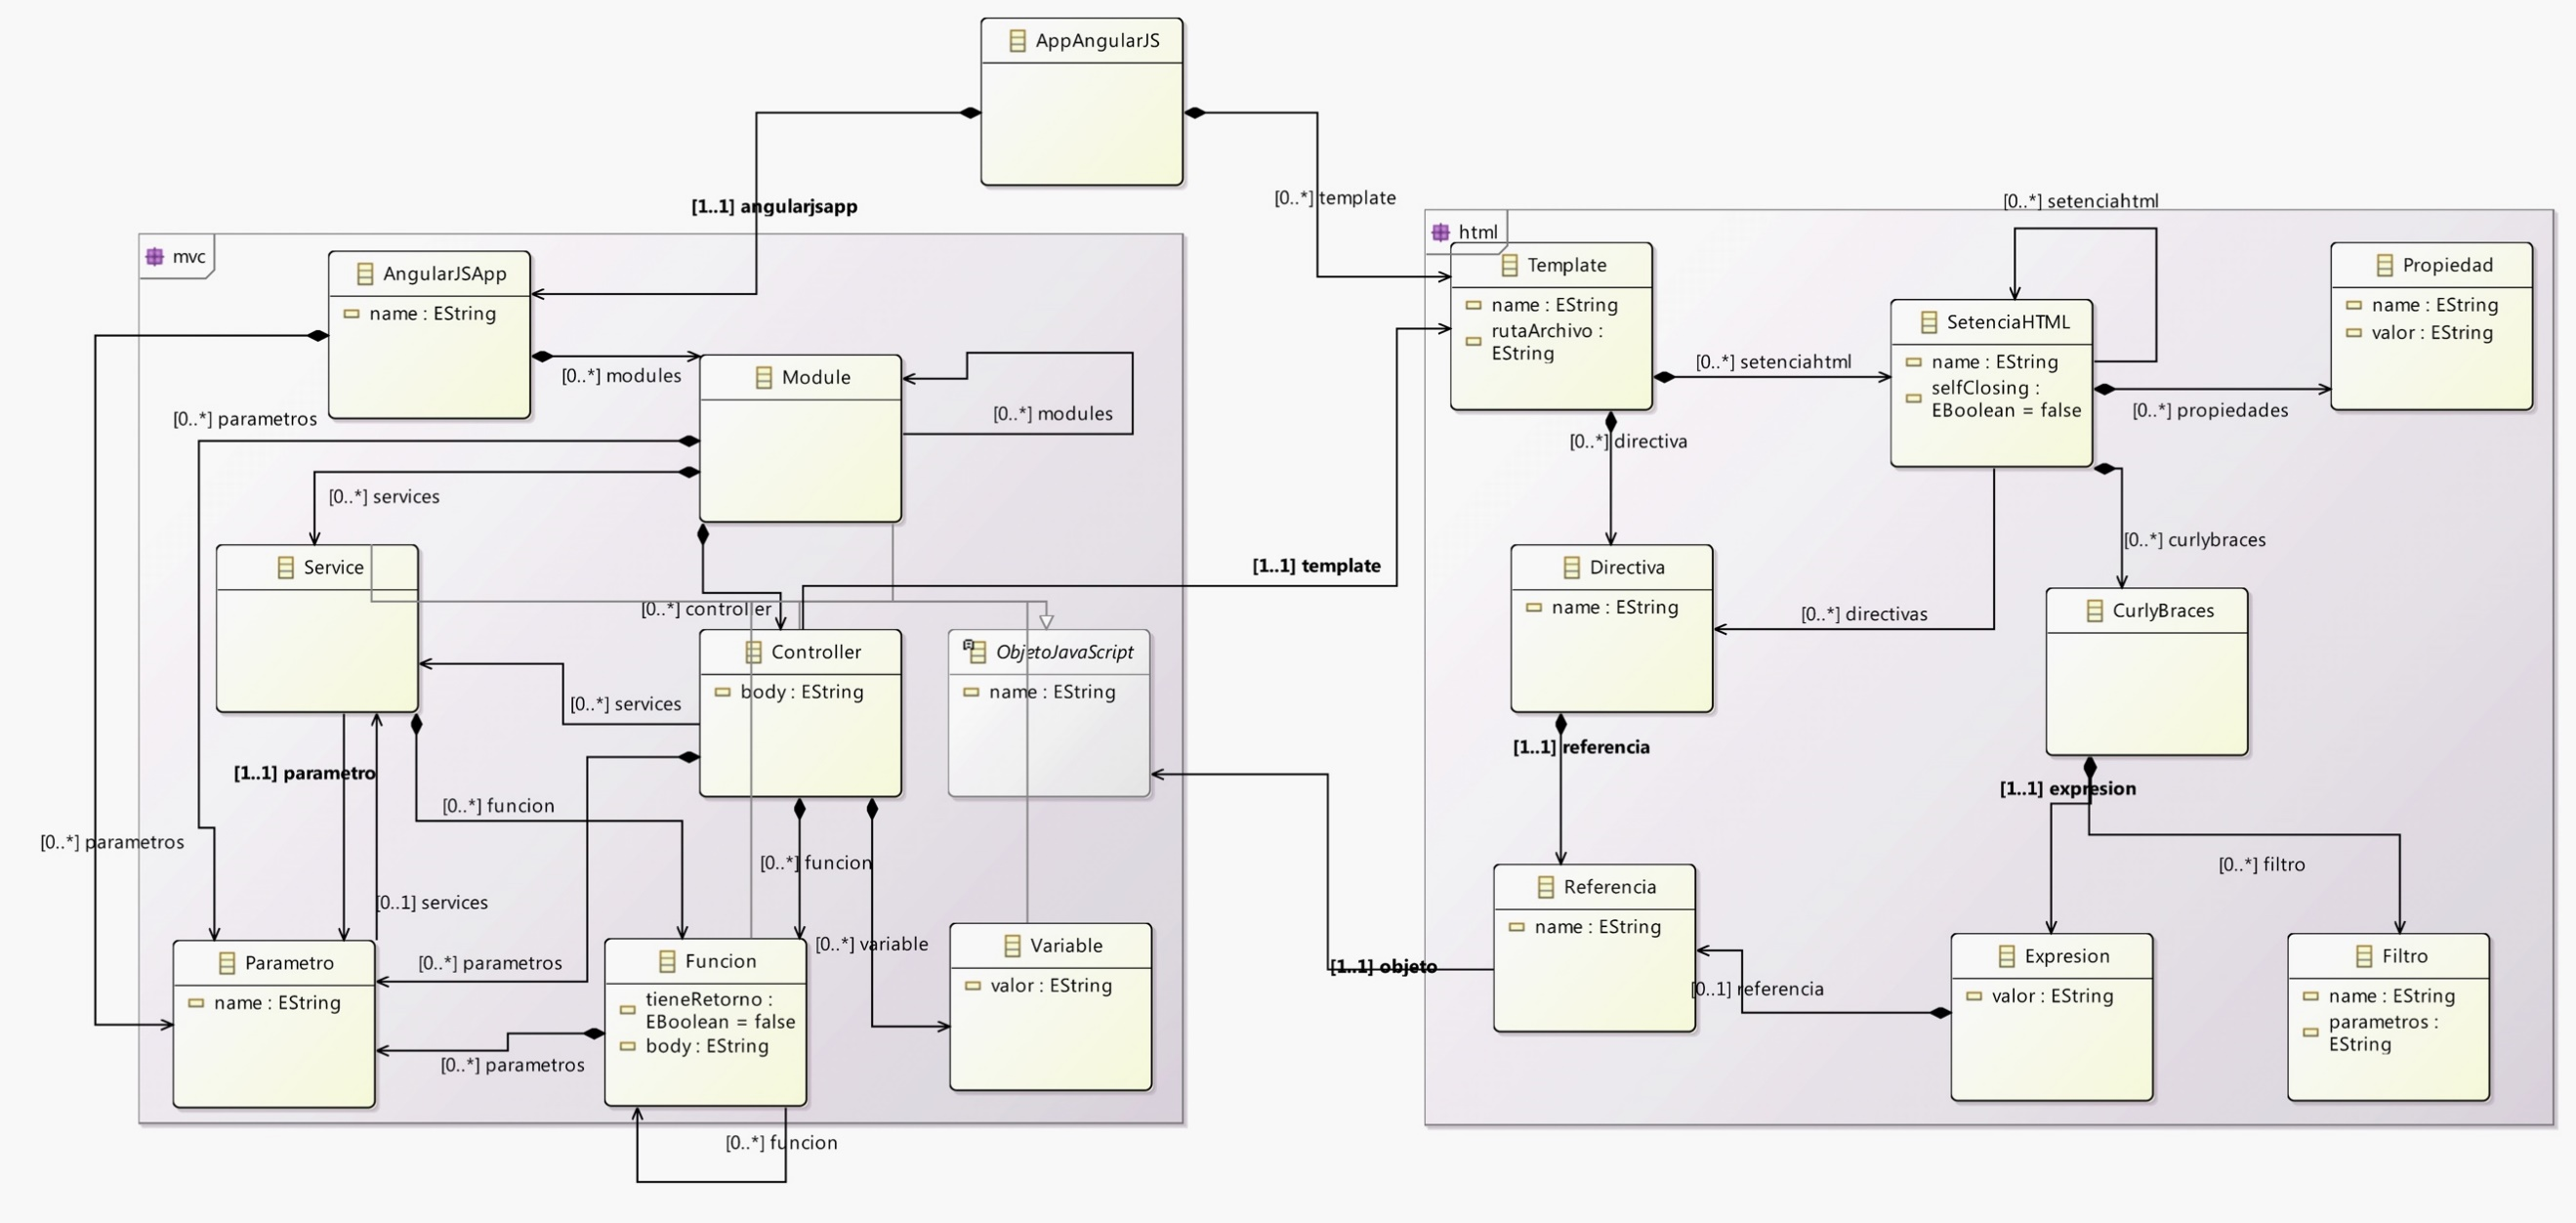 AppAngularJS
[1..1] angularjsapp
[0..*] template
mvc
AngularJSApp
name : EString
[0..*] modules
Module
[0..*] modules
[0..*] parametros
[0..*] services
Service
[0..*] controller
[1..1] template
Controller
body : EString
ObjetoJavaScript
name : EString
[0..*] services
[1..1] parametro
[0..*] funcion
[0..*] parametros
[0..*] funcion
[0..1] services
[0..*] variable
[0..*] parametros
Parametro
name : EString
Funcion
tieneRetorno :
EBoolean = false
body : EString
Variable
valor : EString
[0..*] parametros
[0..*] funcion
html
[0..*] setenciahtml
Template
name : EString
rutaArchivo :
EString
[0..*] setenciahtml
SetenciaHTML
name : EString
selfClosing :
EBoolean = false
Propiedad
name : EString
valor : EString
[0..*] propiedades
[0..*] directiva
[0..*] curlybraces
Directiva
name : EString
[0..*] directivas
CurlyBraces
[1..1] referencia
[1..1] expresion
[0..*] filtro
Referencia
name : EString
[1..1] objeto
[0..1] referencia
Expresion
valor : EString
Filtro
name : EString
parametros :
EString